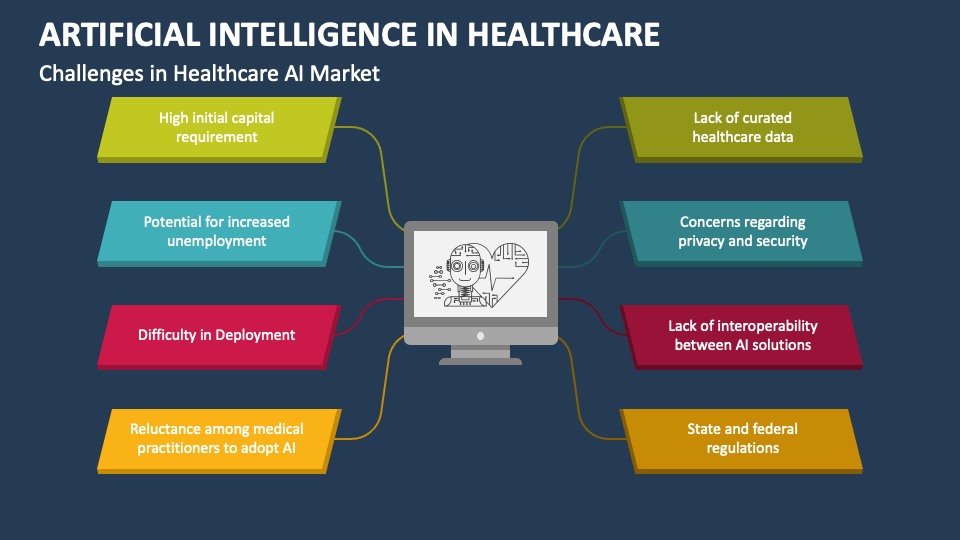 ARTIFICIAL INTELLIGENCE IN HEALTHCARE
Challenges in Healthcare AI Market
High initial capital
requirement
Potential for increased
unemployment
Difficulty in Deployment
Reluctance among medical
practitioners to adopt AI
Lack of curated
healthcare data
Concerns regarding
privacy and security
Lack of interoperability
between AI solutions
State and federal
regulations